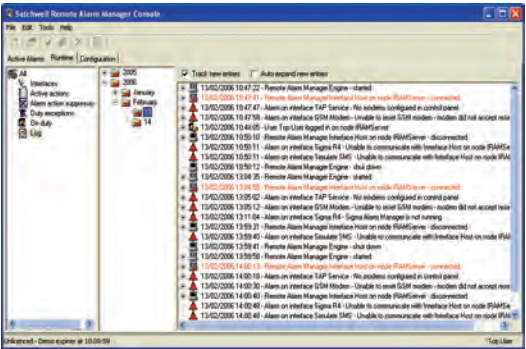 Satchwell Remote Alarm Manager Console
File Edit Tools Help
Active Alarms Runtime Configuration
All
Interfaces
Active actions
Alarm action suppression
Duty exceptions
On duty
Log
2005
2006
January
February
13
14
Track new entries Auto expand new entries
13/02/2006 10:47:22 - Remote Alarm Manager Engine - started
13/02/2006 10:47:41 - Remote Alarm Manager Interface Host on node IRAMServer - connected.
13/02/2006 10:47:47 - Alarm on interface TAP Service - No modems configured in control panel
13/02/2006 10:47:58 - Alarm on interface GSM Modem - Unable to reset GSM modem - modem did not accept rese
13/02/2006 10:48:05 - User Top User logged in on node IRAMServer
13/02/2006 10:50:10 - Remote Alarm Manager Interface Host on node IRAMServer - disconnected.
13/02/2006 10:50:11 - Alarm on interface Sigma R4 - Unable to communicate with Interface Host on node IRAMSe
13/02/2006 10:50:11 - Alarm on interface Simulate SMS - Unable to communicate with Interface Host on node IRAI
13/02/2006 10:50:12 - Remote Alarm Manager Engine - shut down
13/02/2006 13:04:35 - Remote Alarm Manager Engine - started
13/02/2006 13:04:55 - Remote Alarm Manager Interface Host on node IRAMServer - connected.
13/02/2006 13:05:02 - Alarm on interface TAP Service - No modems configured in control panel
13/02/2006 13:05:12 - Alarm on interface GSM Modem - Unable to reset GSM modem - modem did not accept rese
13/02/2006 13:11:04 - Alarm on interface Sigma R4 - Sigma Alarm Manager is not running
13/02/2006 13:59:31 - Remote Alarm Manager Interface Host on node IRAMServer - disconnected.
13/02/2006 13:59:40 - Alarm on interface Simulate SMS - Unable to communicate with Interface Host on node IRAI
13/02/2006 13:59:41 - Remote Alarm Manager Engine - shut down
13/02/2006 13:59:50 - Remote Alarm Manager Engine - started
13/02/2006 14:00:13 - Remote Alarm Manager Interface Host on node IRAMServer - connected.
13/02/2006 14:00:18 - Alarm on interface TAP Service - No modems configured in control panel
13/02/2006 14:00:30 - Alarm on interface GSM Modem - Unable to reset GSM modem - modem did not accept rese
13/02/2006 14:00:40 - Remote Alarm Manager Interface Host on node IRAMServer - disconnected.
13/02/2006 14:00:48 - Alarm on interface Sigma R4 - Unable to communicate with Interface Host on node IRAMSe
13/02/2006 14:00:48 - Alarm on interface Simulate SMS - Unable to communicate with Interface Host on node IRAI
Unlicenced - Demo expires at 10:09:59 Top User